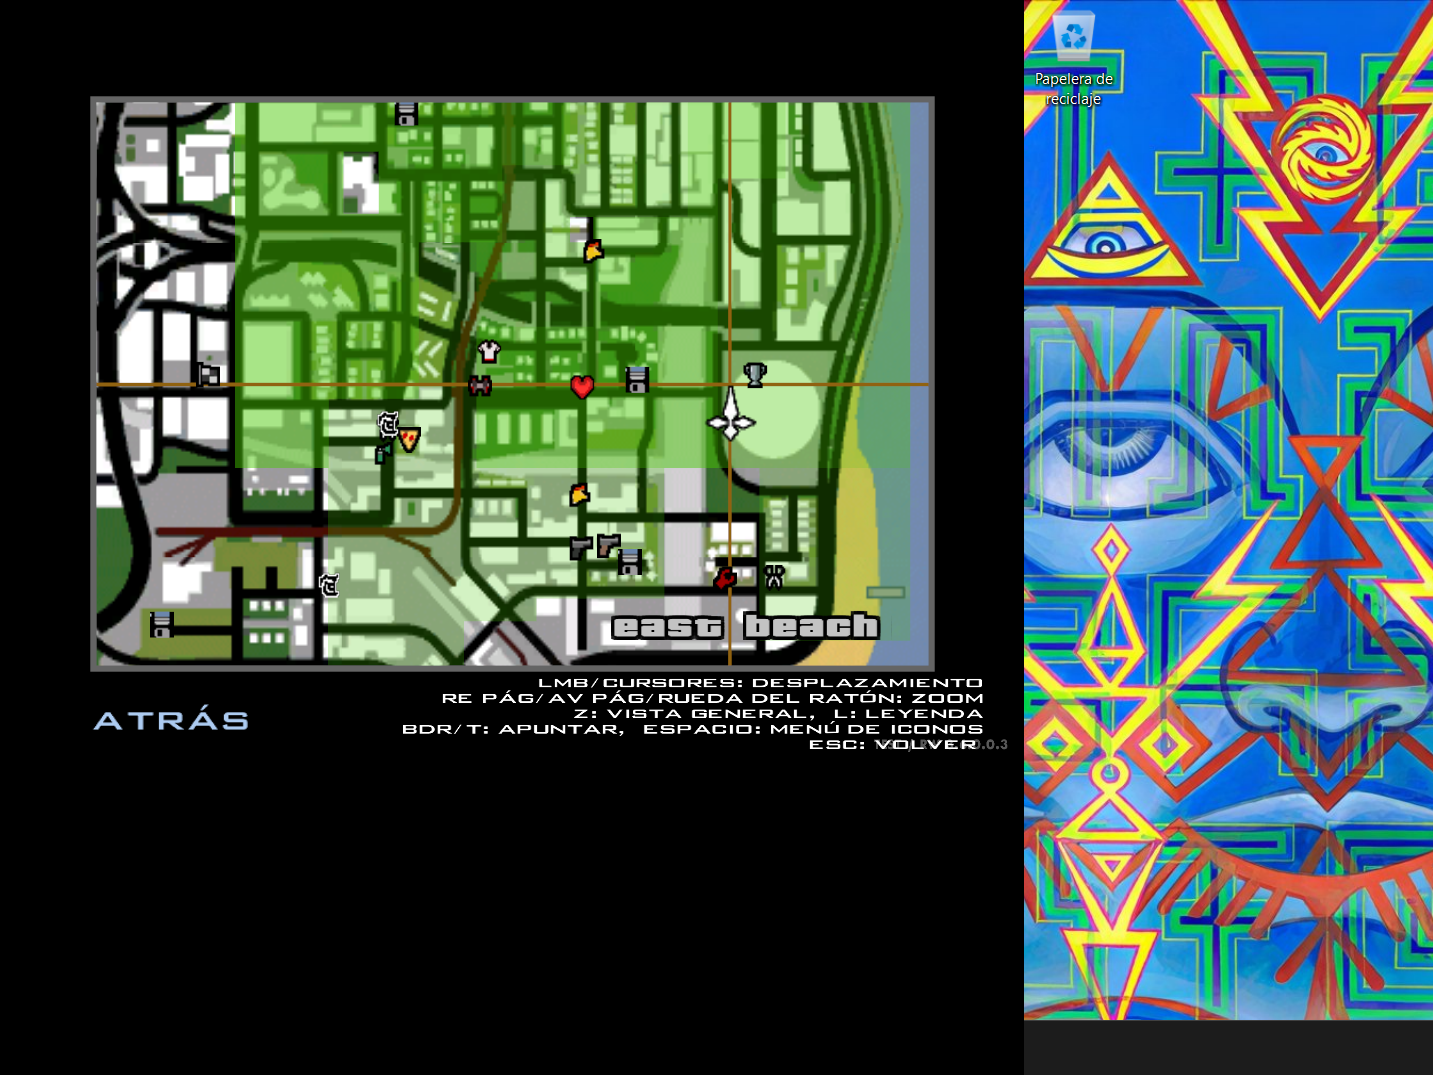 Papelera de
reciclaje
east beach
LMB/CURSORES: DESPLAZAMIENTO
RE PÁG/AV PÁG/RUEDA DEL RATÓN: ZOOM
Z: VISTA GENERAL, L: LEYENDA
ATRÁS
BDR/T: APUNTAR, ESPACIO: MENÚ DE ICONOS
ESC: VOLVER